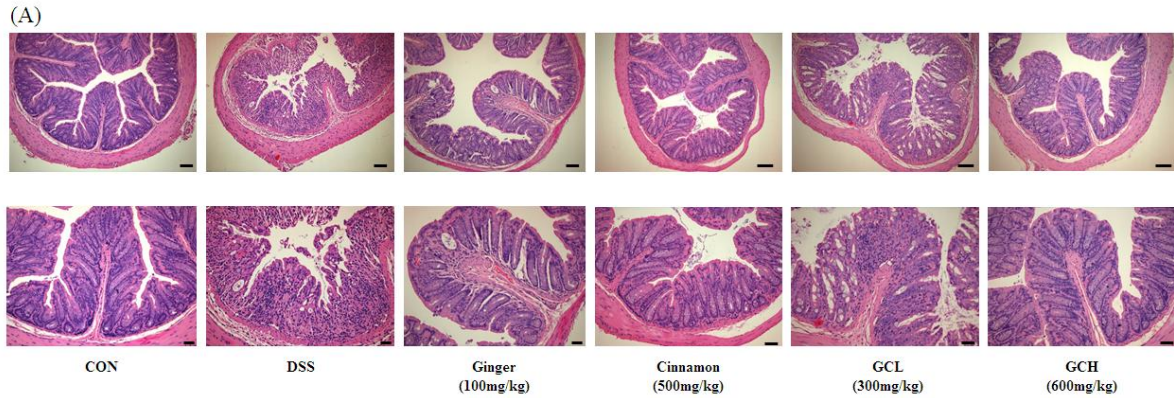 (A)
CON DSS Ginger Cinnamon GCL GCH
(100mg/kg) (500mg/kg) (300mg/kg) (600mg/kg)